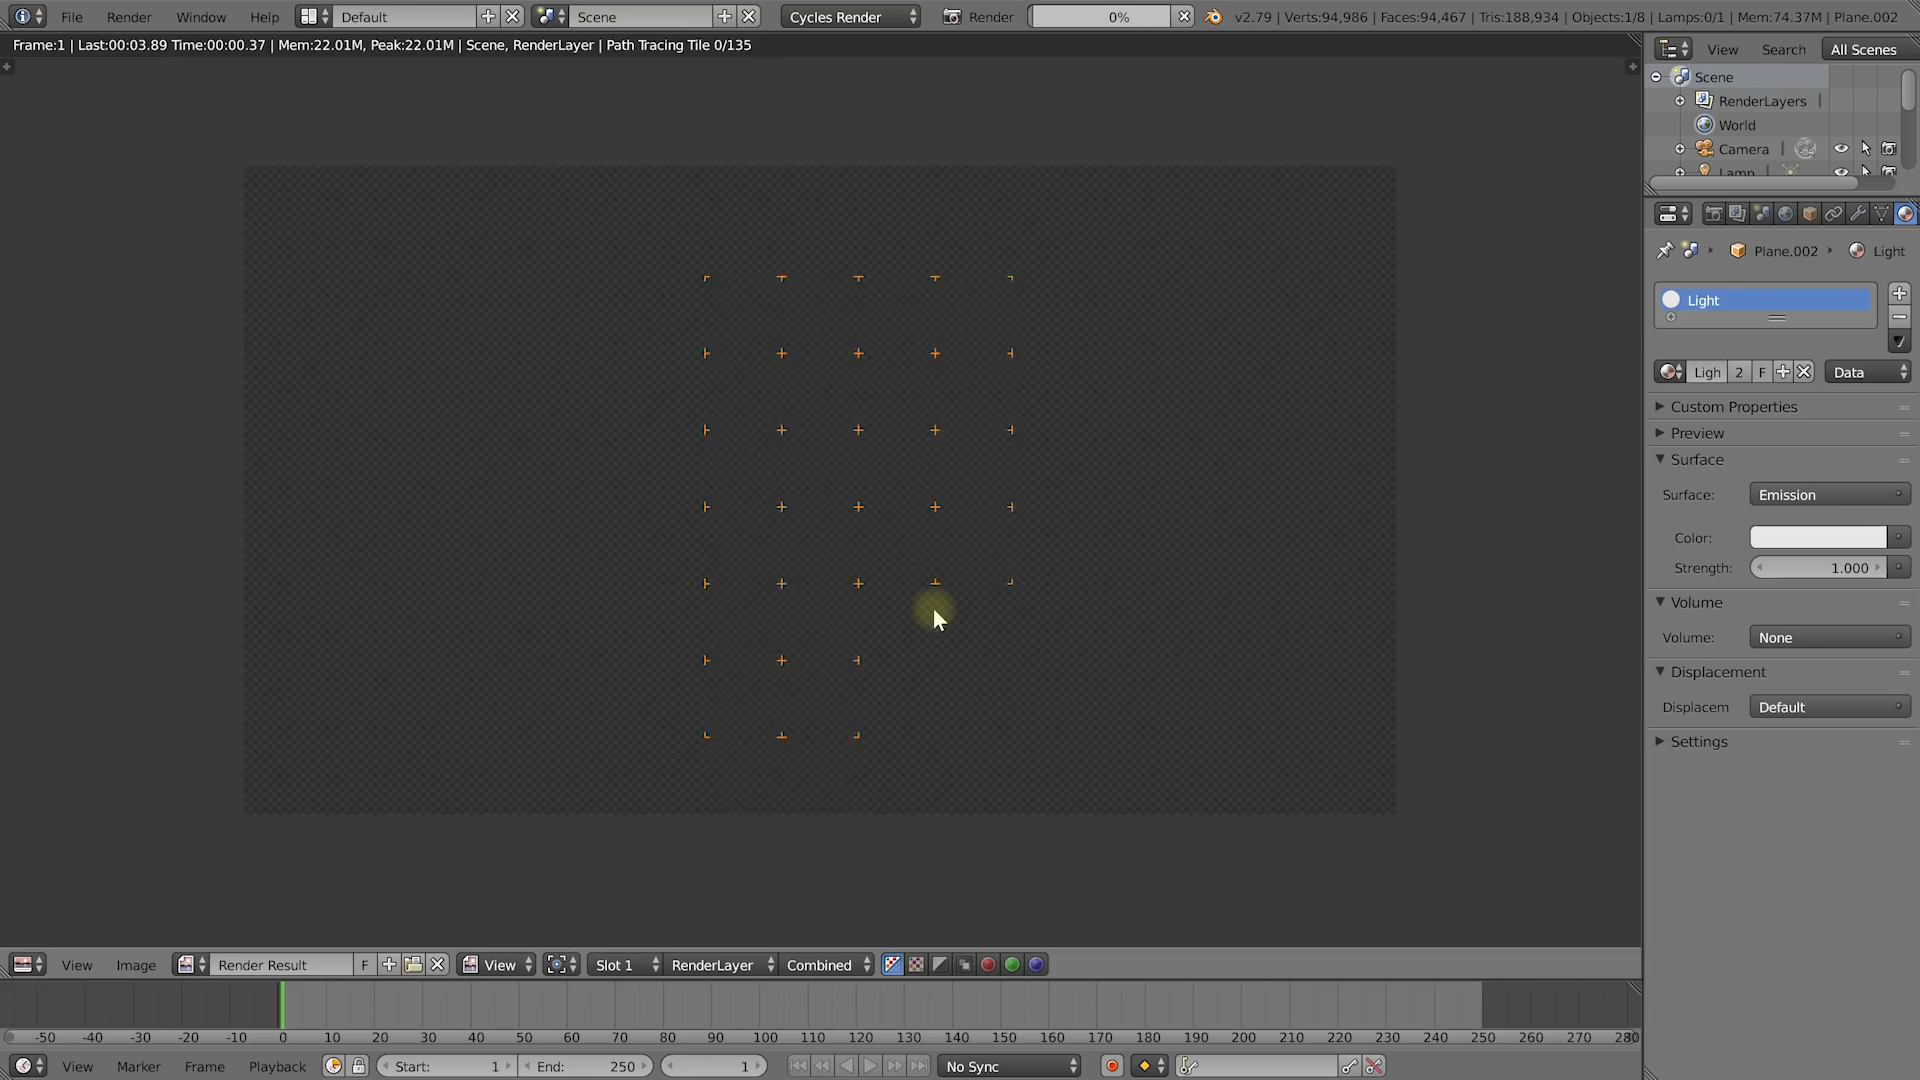 File Render Window Help Default Scene Cycles Render Render 0% v2.79 | Verts:94,986 | Faces:94,467 | Tris:188,934 | Objects:1/8 | Lamps:0/1 | Mem:74.37M | Plane.002
Frame:1 | Last:00:03.89 Time:00:00.37 | Mem:22.01M, Peak:22.01M | Scene, RenderLayer | Path Tracing Tile 0/135
View Search All Scenes
Scene
RenderLayers
World
Camera
Lamp
Plane.002 Light
Light
Ligh 2 F Data
Custom Properties
Preview
Surface
Surface: Emission
Color:
Strength: 1.000
Volume
Volume: None
Displacement
Displacem Default
Settings
View Image Render Result F View Slot 1 RenderLayer Combined
-50 -40 -30 -20 -10 0 10 20 30 40 50 60 70 80 90 100 110 120 130 140 150 160 170 180 190 200 210 220 230 240 250 260 270 280
View Marker Frame Playback Start: 1 End: 250 1 No Sync